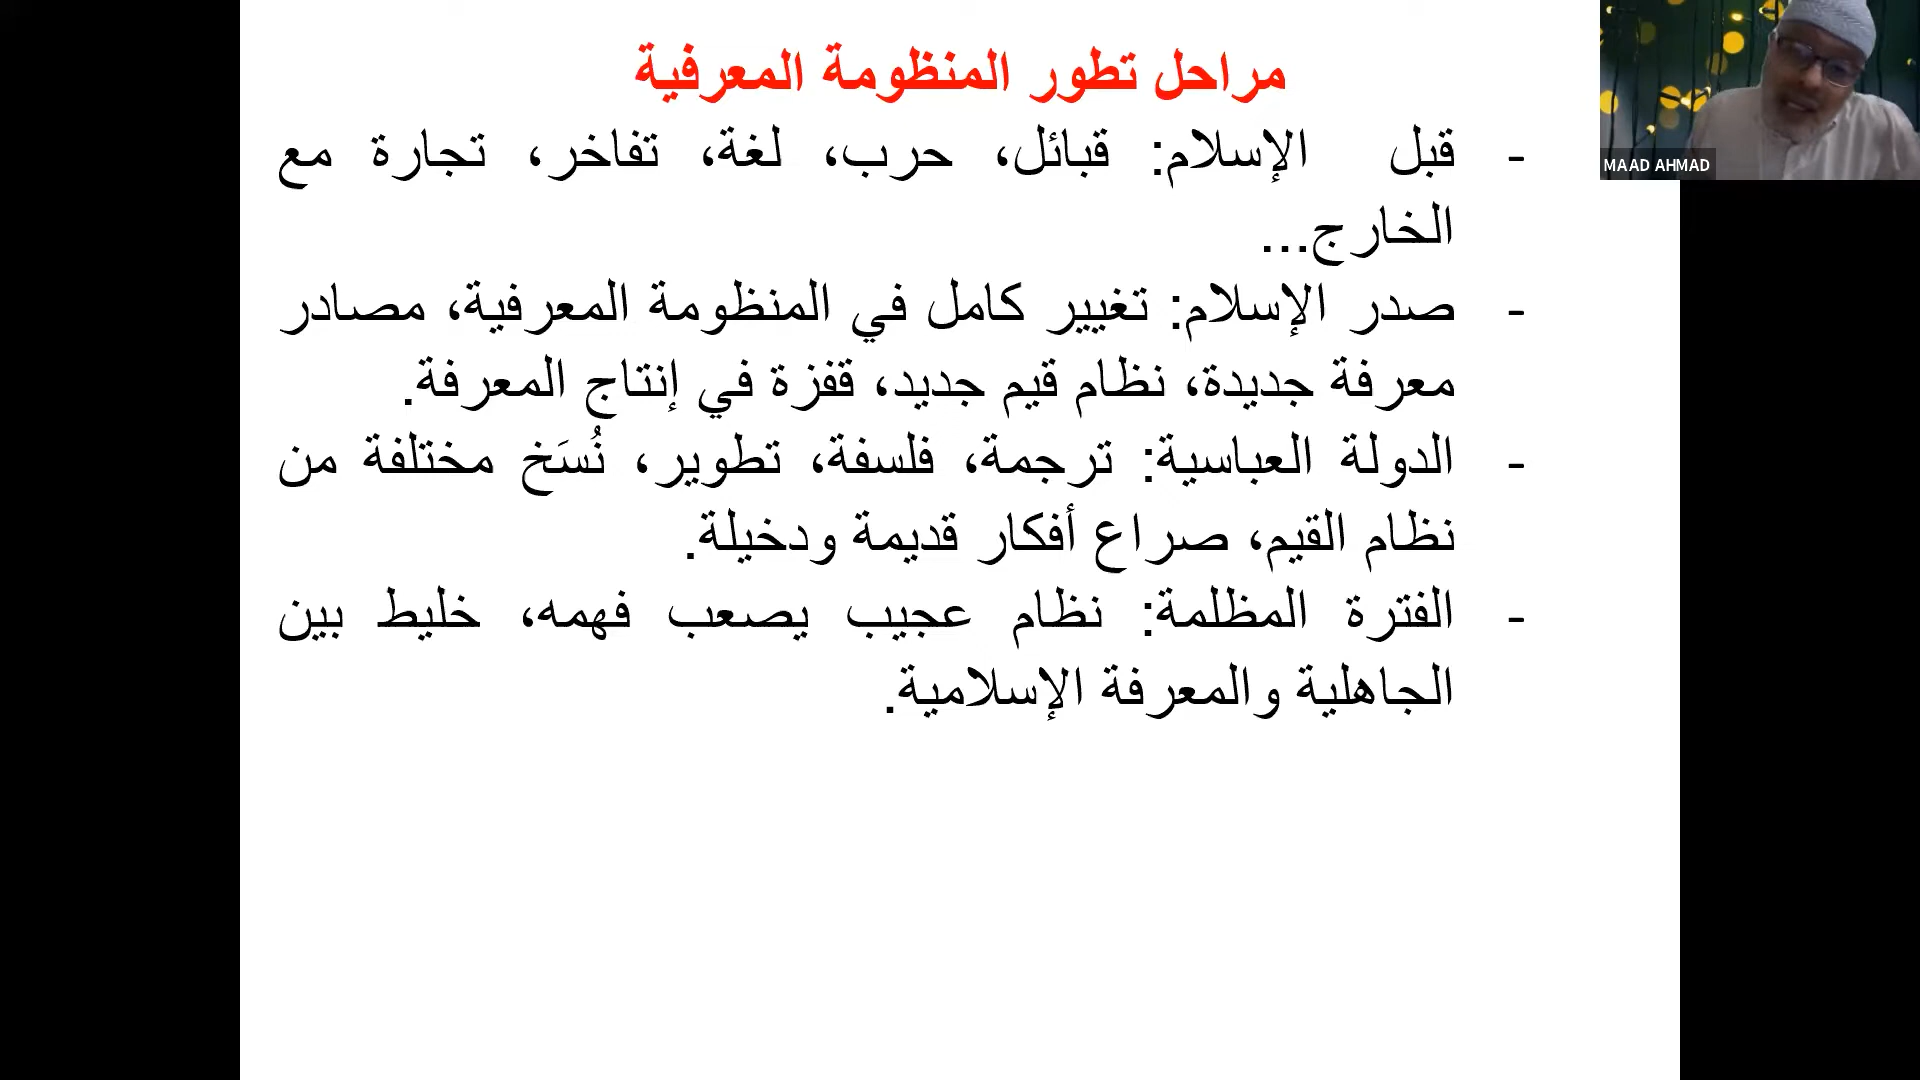 مراحل تطور المنظومة المعرفية
- قبل الإسلام: قبائل، حرب، لغة، تفاخر، تجارة مع
الخارج...
- صدر الإسلام: تغيير كامل في المنظومة المعرفية، مصادر
معرفة جديدة، نظام قيم جديد، قفزة في إنتاج المعرفة.
- الدولة العباسية: ترجمة، فلسفة، تطوير، نُسَخ مختلفة من
نظام القيم، صراع أفكار قديمة ودخيلة.
- الفترة المظلمة: نظام عجيب يصعب فهمه، خليط بين
الجاهلية والمعرفة الإسلامية.
MAAD AHMAD